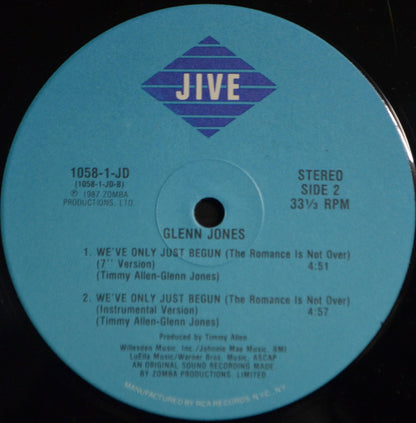 JIVE
1058-1-JD
(1058-1-JD-B)
℗ 1987 ZOMBA
PRODUCTIONS, LTD.
STEREO
SIDE 2
33⅓ RPM
GLENN JONES
1. WE'VE ONLY JUST BEGUN (The Romance Is Not Over)
(7'' Version) 4:51
(Timmy Allen-Glenn Jones)
2. WE'VE ONLY JUST BEGUN (The Romance Is Not Over)
(Instrumental Version) 4:57
(Timmy Allen-Glenn Jones)
Produced by Timmy Allen
Willesden Music, Inc./Johnnie Mae Music, BMI
LuElla Music/Warner Bros. Music, ASCAP
AN ORIGINAL SOUND RECORDING MADE
BY ZOMBA PRODUCTIONS, LIMITED
MANUFACTURED BY RCA RECORDS N.Y.C., N.Y.